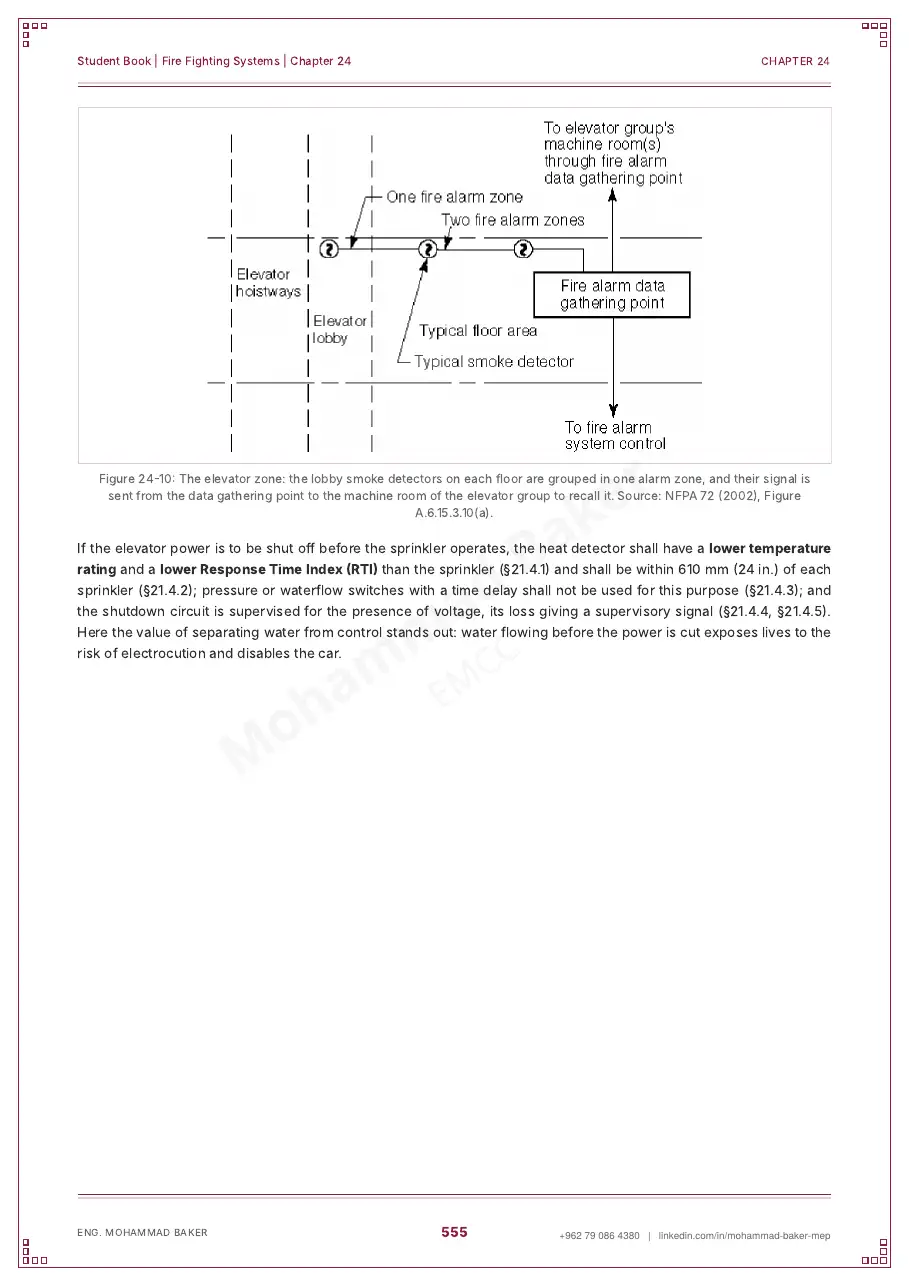 Student Book | Fire Fighting Systems | Chapter 24
CHAPTER 24
To elevator group's
machine room(s)
through fire alarm
data gathering point
One fire alarm zone
Two fire alarm zones
Elevator
hoistways
Fire alarm data
gathering point
Elevator
lobby
Typical floor area
Typical smoke detector
To fire alarm
system control
Figure 24-10: The elevator zone: the lobby smoke detectors on each floor are grouped in one alarm zone, and their signal is
sent from the data gathering point to the machine room of the elevator group to recall it. Source: NFPA 72 (2002), Figure
A.6.15.3.10(a).
If the elevator power is to be shut off before the sprinkler operates, the heat detector shall have a lower temperature
rating and a lower Response Time Index (RTI) than the sprinkler (§21.4.1) and shall be within 610 mm (24 in.) of each
sprinkler (§21.4.2); pressure or waterflow switches with a time delay shall not be used for this purpose (§21.4.3); and
the shutdown circuit is supervised for the presence of voltage, its loss giving a supervisory signal (§21.4.4, §21.4.5).
Here the value of separating water from control stands out: water flowing before the power is cut exposes lives to the
risk of electrocution and disables the car.
Mohammad Baker
EMCC
ENG. MOHAMMAD BAKER
555
+962 79 086 4380 | linkedin.com/in/mohammad-baker-mep